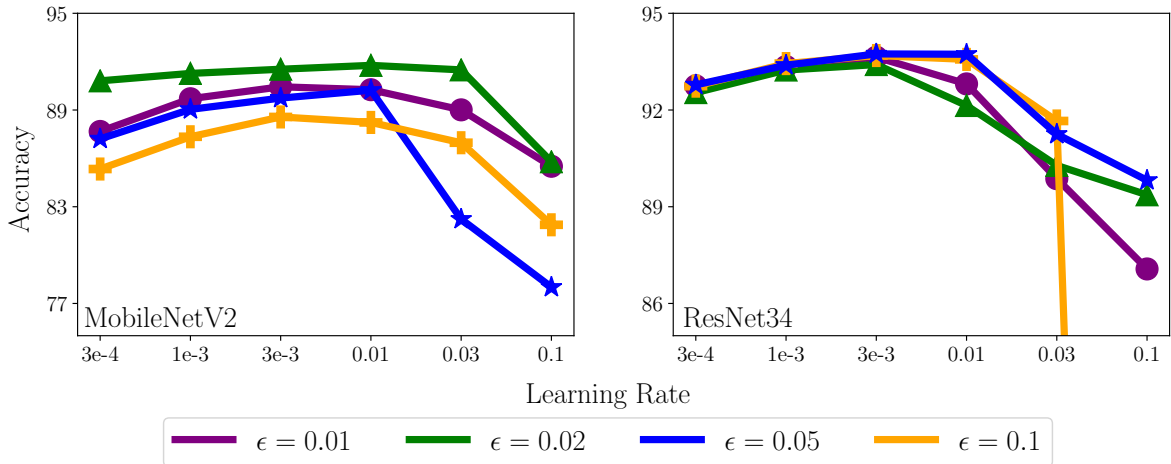 95
89
83
77
Accuracy
MobileNetV2
3e-4 1e-3 3e-3 0.01 0.03 0.1
95
92
89
86
ResNet34
3e-4 1e-3 3e-3 0.01 0.03 0.1
Learning Rate
ϵ = 0.01 ϵ = 0.02 ϵ = 0.05 ϵ = 0.1